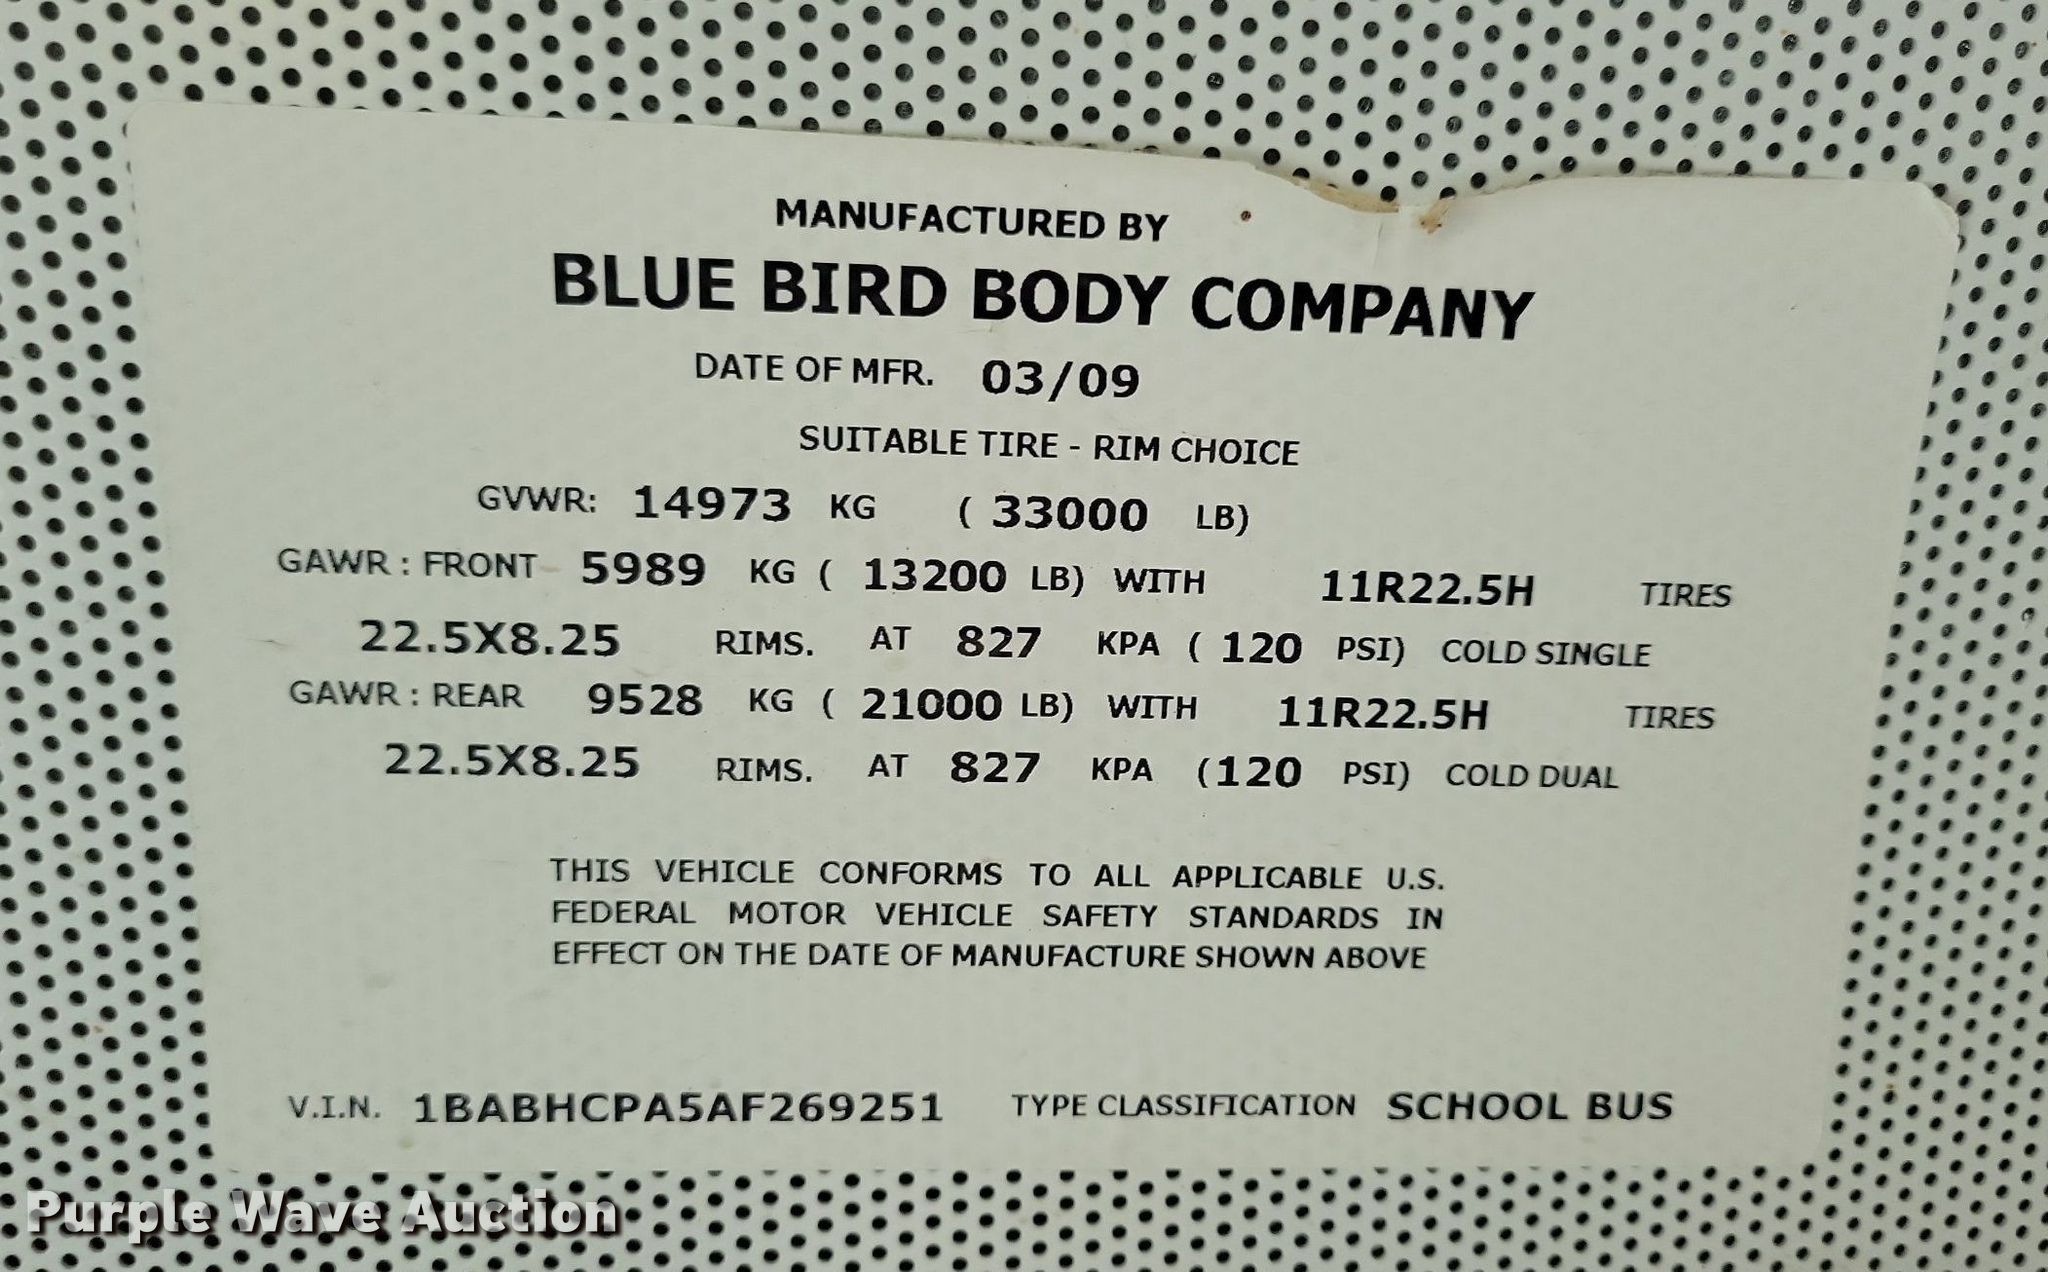 MANUFACTURED BY
BLUE BIRD BODY COMPANY
DATE OF MFR. 03/09
SUITABLE TIRE - RIM CHOICE
GVWR: 14973 KG ( 33000 LB)
GAWR : FRONT 5989 KG ( 13200 LB) WITH 11R22.5H TIRES
22.5X8.25 RIMS. AT 827 KPA ( 120 PSI) COLD SINGLE
GAWR : REAR 9528 KG ( 21000 LB) WITH 11R22.5H TIRES
22.5X8.25 RIMS. AT 827 KPA (120 PSI) COLD DUAL
THIS VEHICLE CONFORMS TO ALL APPLICABLE U.S.
FEDERAL MOTOR VEHICLE SAFETY STANDARDS IN
EFFECT ON THE DATE OF MANUFACTURE SHOWN ABOVE
V.I.N. 1BABHCPA5AF269251 TYPE CLASSIFICATION SCHOOL BUS
Purple Wave Auction